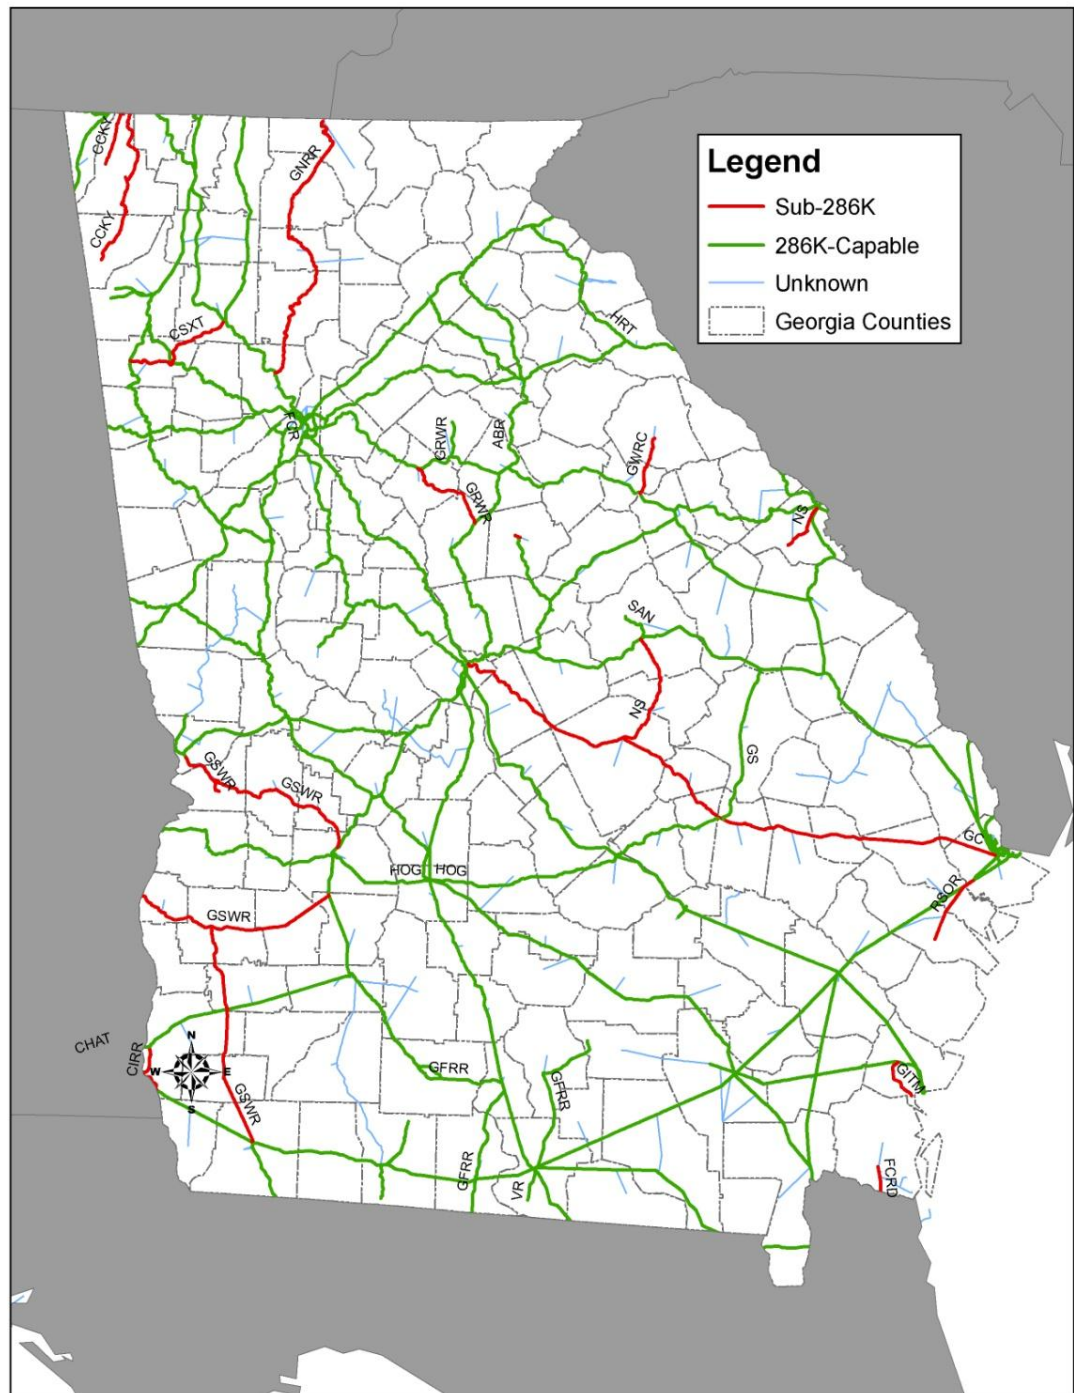 CCKY
GNRR
Legend
Sub-286K
286K-Capable
Unknown
Georgia Counties
CCKY
CSXT
HRT
FCR
GRWR
ABR
GWRC
GRWR
NS
SAN
NS
GS
GSWR
GSWR
GC
HOG
HOG
RSOR
GSWR
CHAT
CIRR
N
W
E
S
GFRR
GFRR
GITM
GSWR
GFRR
VR
FCRD